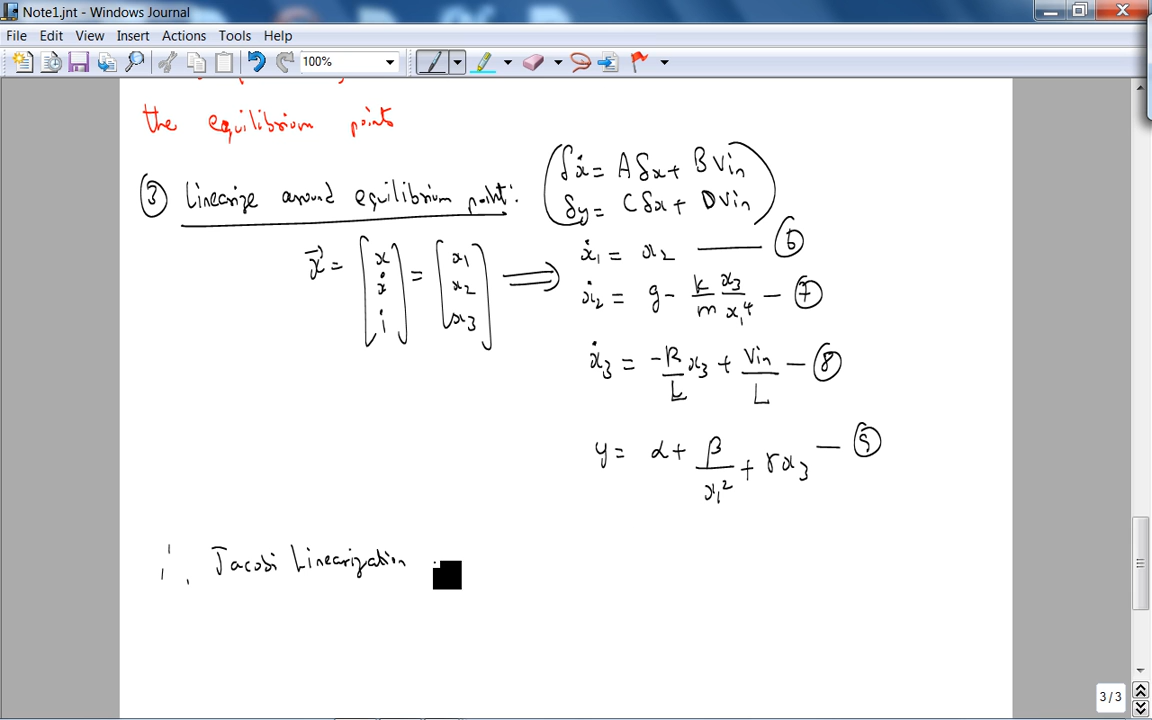 Note1.jnt - Windows Journal
File Edit View Insert Actions Tools Help
100%
the equilibrium points
③ Linearize around equilibrium point: (δẋ = Aδx + BVin
δy = Cδx + DVin)
x⃗ = [x ẋ i] = [x₁ x₂ x₃] ⟹ ẋ₁ = x₂ — ⑥
ẋ₂ = g - k/m x₃/x₁⁴ — ⑦
ẋ₃ = -R/L x₃ + Vin/L — ⑧
y = α + β/x₁² + γx₃ — ⑨
∴ Jacobi Linearization
3 / 3